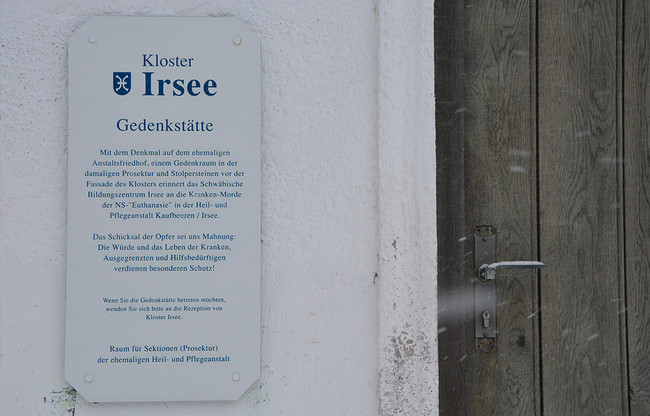 Kloster
Irsee
Gedenkstätte
Mit dem Denkmal auf dem ehemaligen
Anstaltsfriedhof, einem Gedenkraum in der
damaligen Prosektur und Stolpersteinen vor der
Fassade des Klosters erinnert das Schwäbische
Bildungszentrum Irsee an die Kranken-Morde
der NS-"Euthanasie" in der Heil- und
Pflegeanstalt Kaufbeuren / Irsee.
Das Schicksal der Opfer sei uns Mahnung:
Die Würde und das Leben der Kranken,
Ausgegrenzten und Hilfsbedürftigen
verdienen besonderen Schutz!
Wenn Sie die Gedenkstätte betreten möchten,
wenden Sie sich bitte an die Rezeption von
Kloster Irsee.
Raum für Sektionen (Prosektur)
der ehemaligen Heil- und Pflegeanstalt